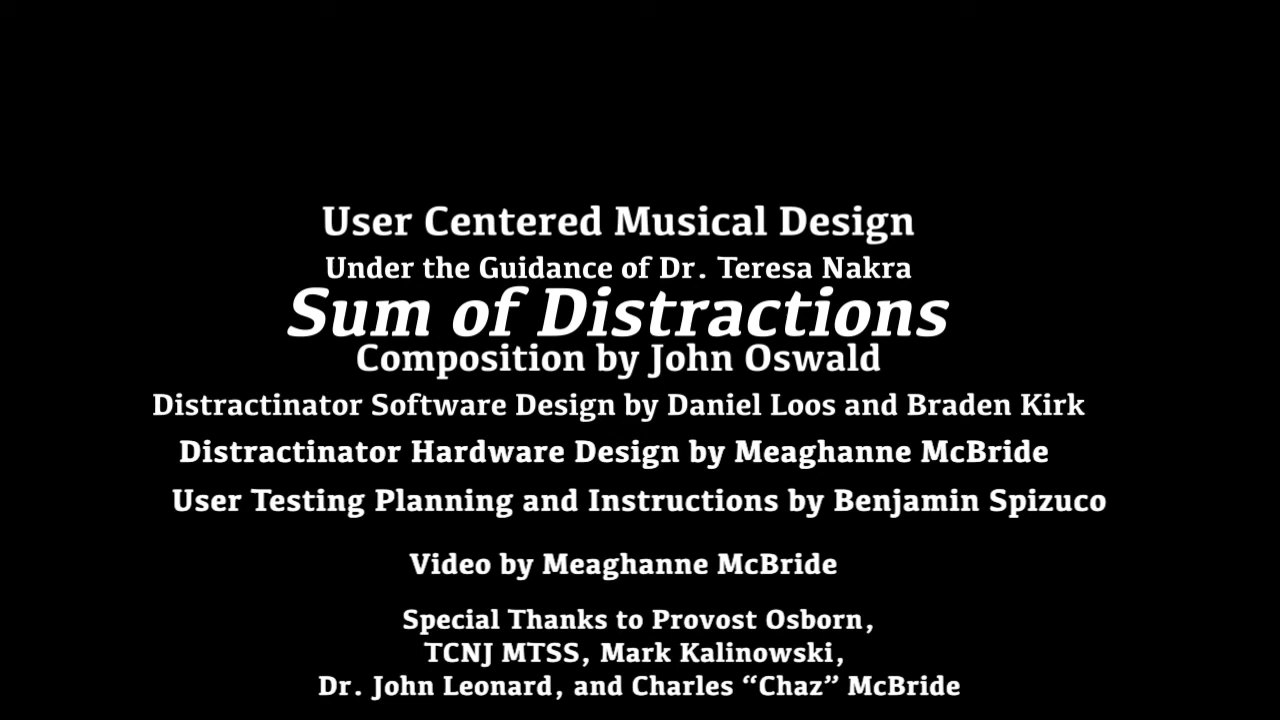 User Centered Musical Design
Under the Guidance of Dr. Teresa Nakra
Sum of Distractions
Composition by John Oswald
Distractinator Software Design by Daniel Loos and Braden Kirk
Distractinator Hardware Design by Meaghanne McBride
User Testing Planning and Instructions by Benjamin Spizuco
Video by Meaghanne McBride
Special Thanks to Provost Osborn,
TCNJ MTSS, Mark Kalinowski,
Dr. John Leonard, and Charles “Chaz” McBride